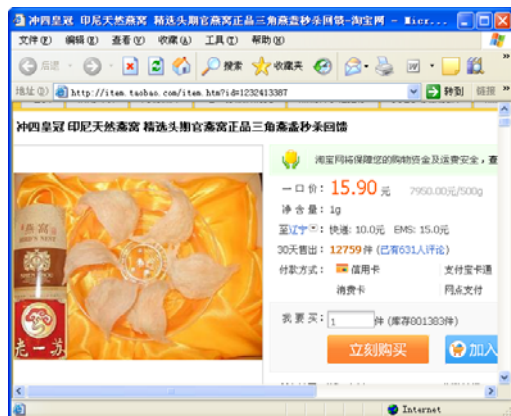 冲四皇冠 印尼天然燕窝 精选头期官燕窝正品三角燕盏秒杀回馈-淘宝网 - Micr...
文件(F) 编辑(E) 查看(V) 收藏(A) 工具(T) 帮助(H)
后退 搜索 收藏夹
地址(D) http://item.taobao.com/item.htm?id=1232413387 转到 链接
冲四皇冠 印尼天然燕窝 精选头期官燕窝正品三角燕盏秒杀回馈
淘宝网将保障您的购物资金及运费安全，查
一口价: 15.90 元 7950.00元/500g
净含量: 1g
至辽宁 快递: 10.0元 EMS: 15.0元
30天售出: 12759 件 (已有631人评论)
付款方式: 信用卡 支付宝卡通
消费卡 网点支付
我要买: 1 件 (库存801383件)
立刻购买 加入
燕窝
老一苏
Internet